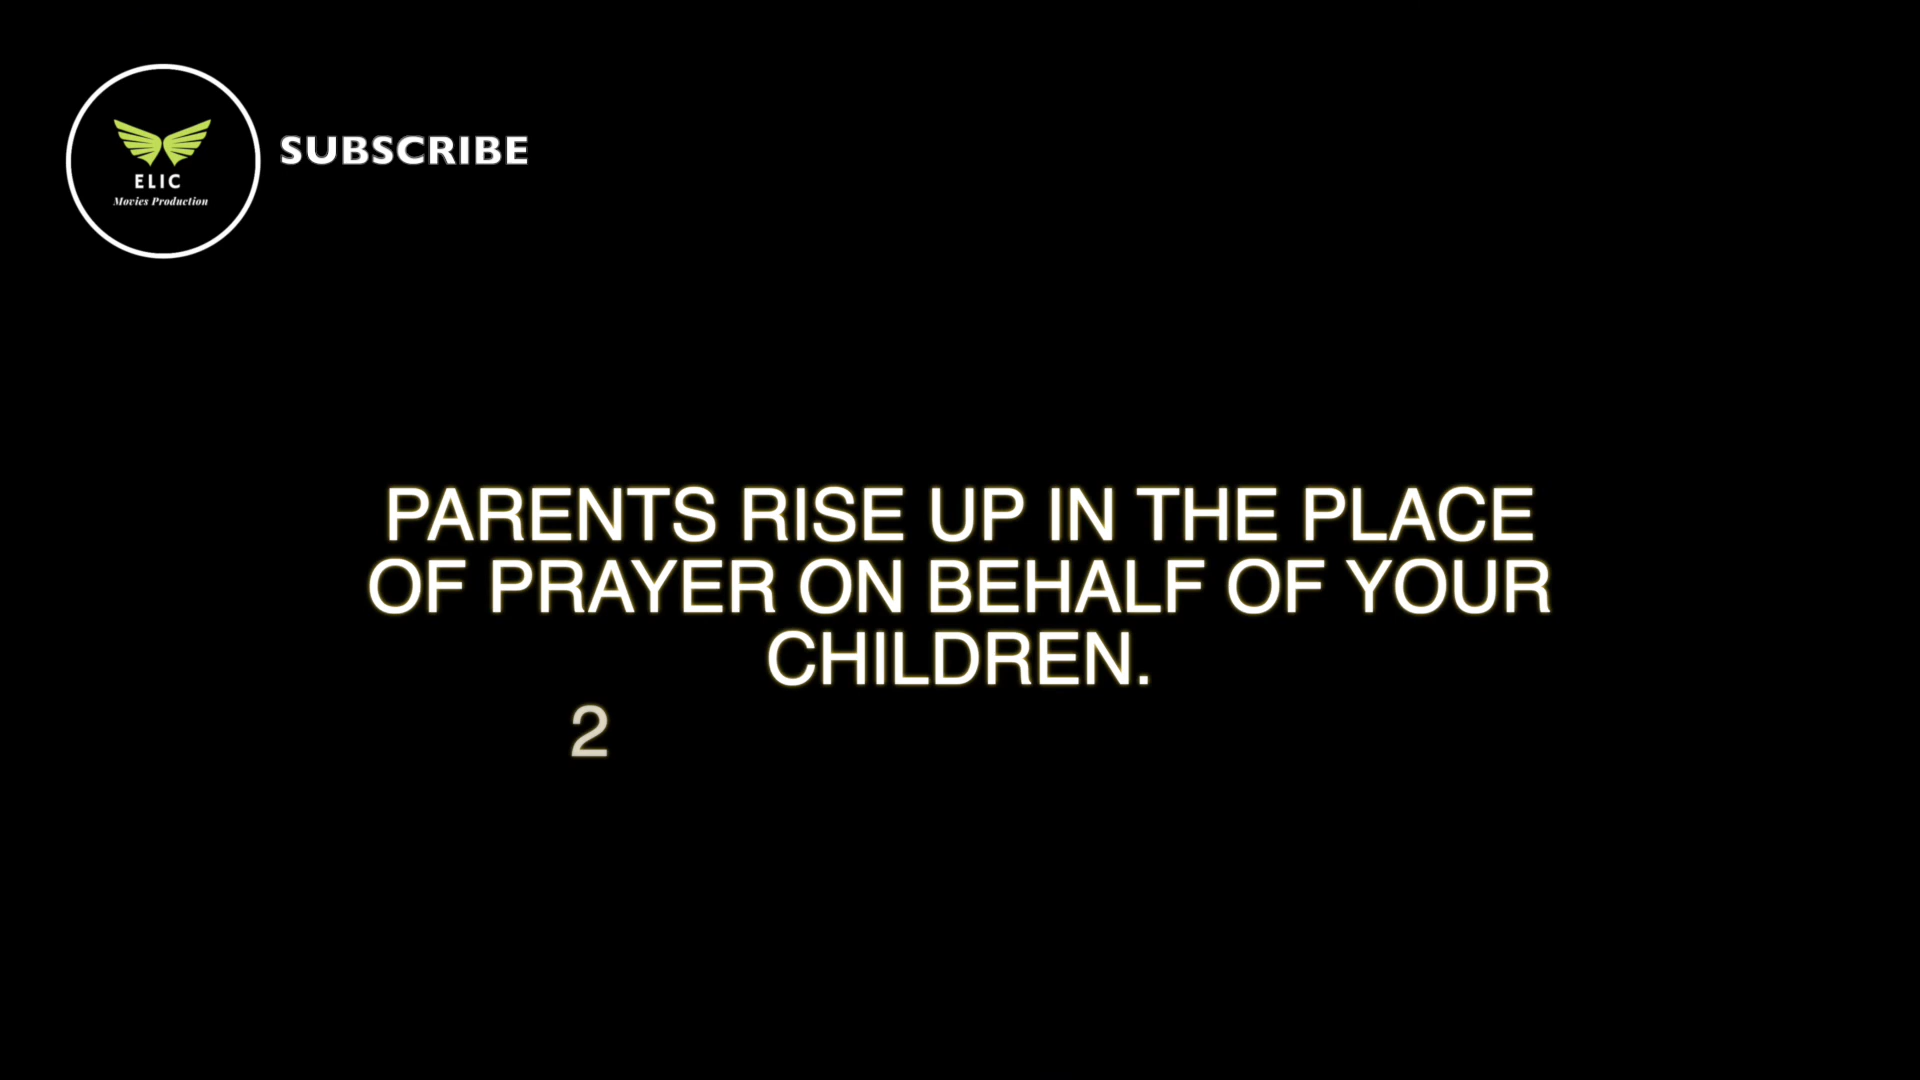 ELIC
Movies Production
SUBSCRIBE
PARENTS RISE UP IN THE PLACE
OF PRAYER ON BEHALF OF YOUR
CHILDREN.
2